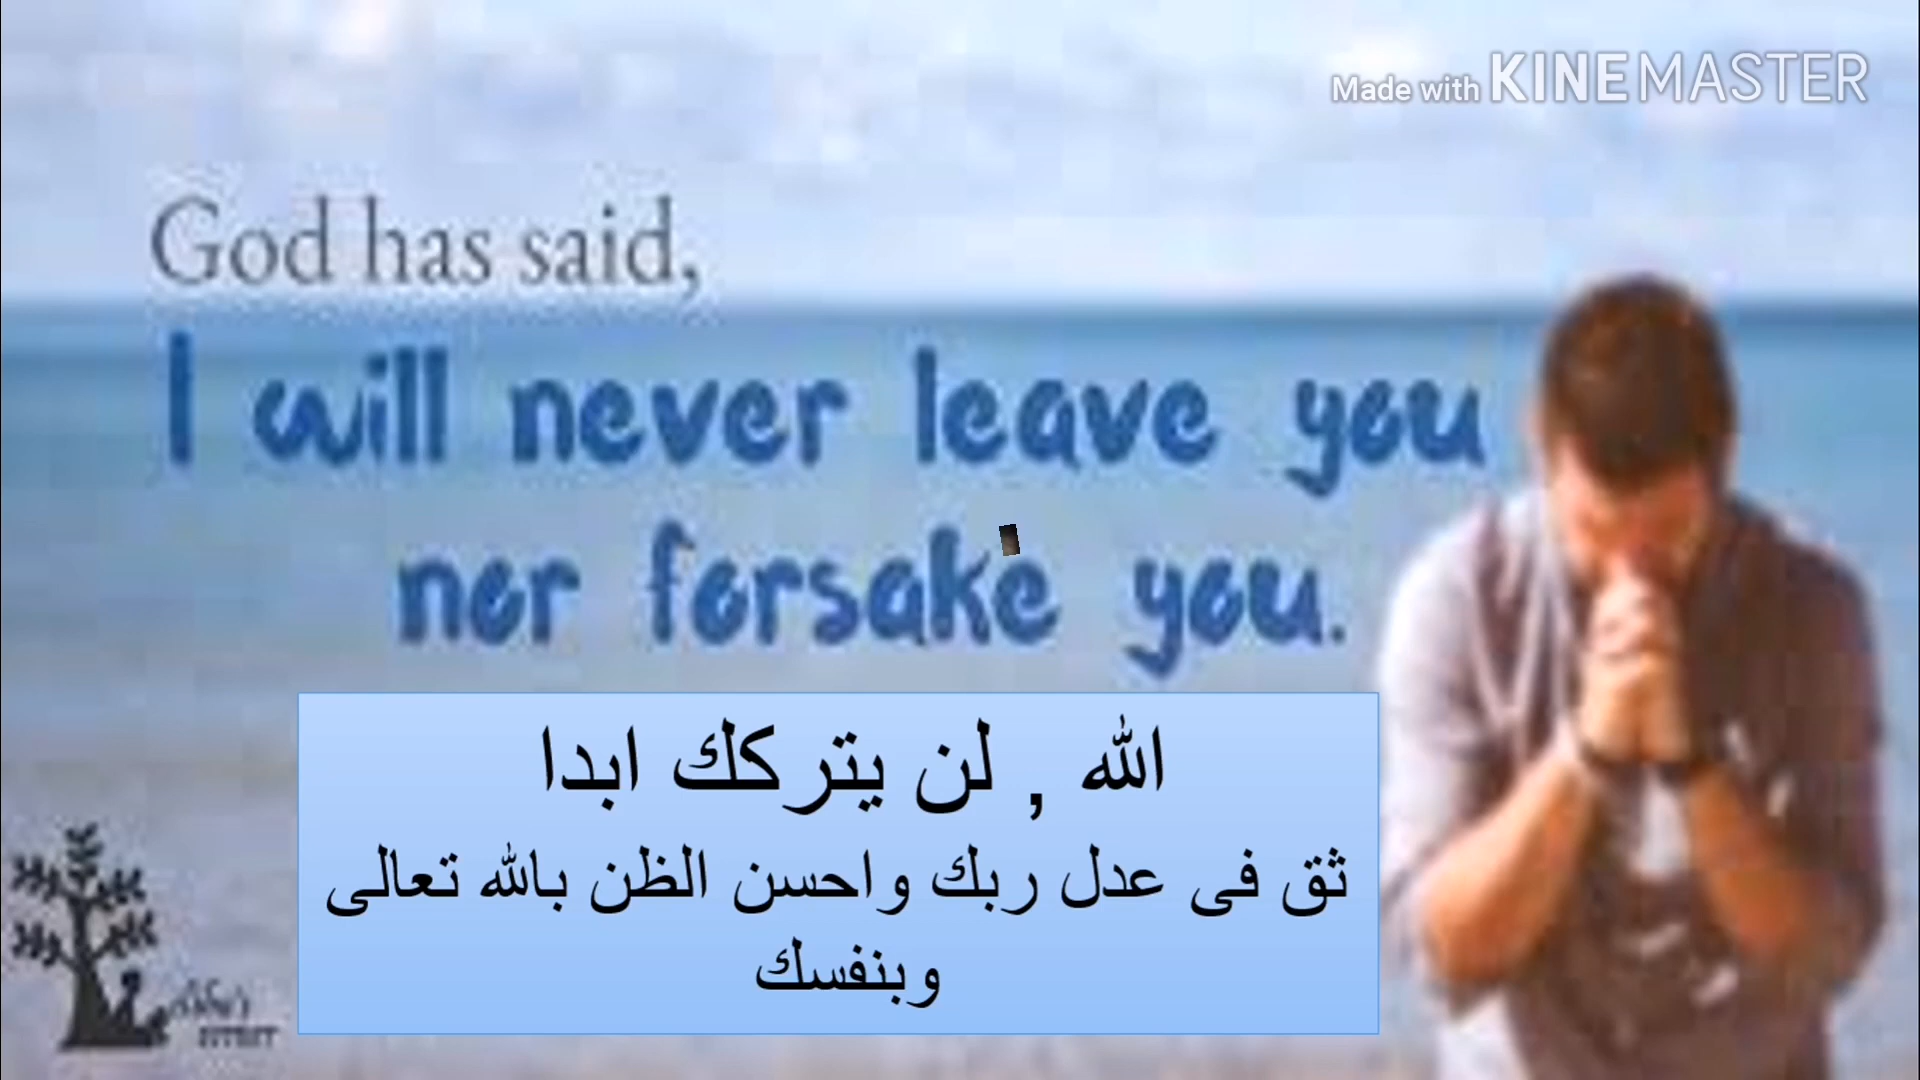 Made with KINEMASTER
God has said,
I will never leave you
nor forsake you.
الله , لن يتركك ابدا
ثق فى عدل ربك واحسن الظن بالله تعالى
وبنفسك